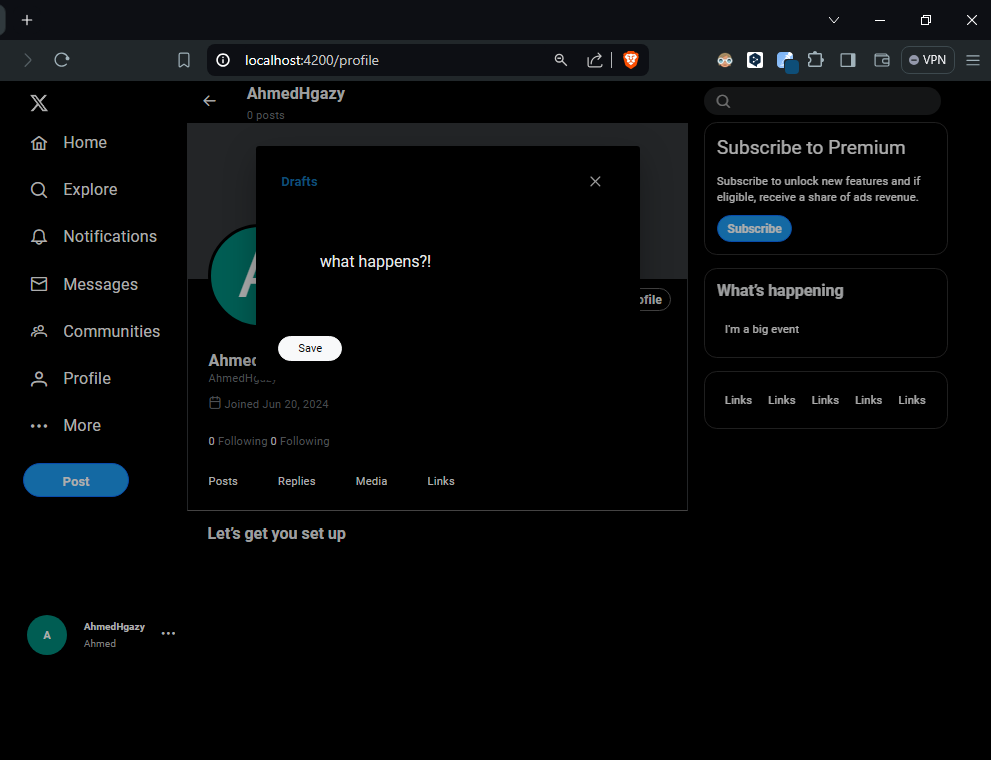 localhost:4200/profile
VPN
Home
Explore
Notifications
Messages
Communities
Profile
More
Post
A
AhmedHgazy
Ahmed
AhmedHgazy
0 posts
Drafts
what happens?!
Save
Joined Jun 20, 2024
0 Following 0 Following
Posts Replies Media Links
Let's get you set up
Subscribe to Premium
Subscribe to unlock new features and if
eligible, receive a share of ads revenue.
Subscribe
What's happening
I'm a big event
Links Links Links Links Links